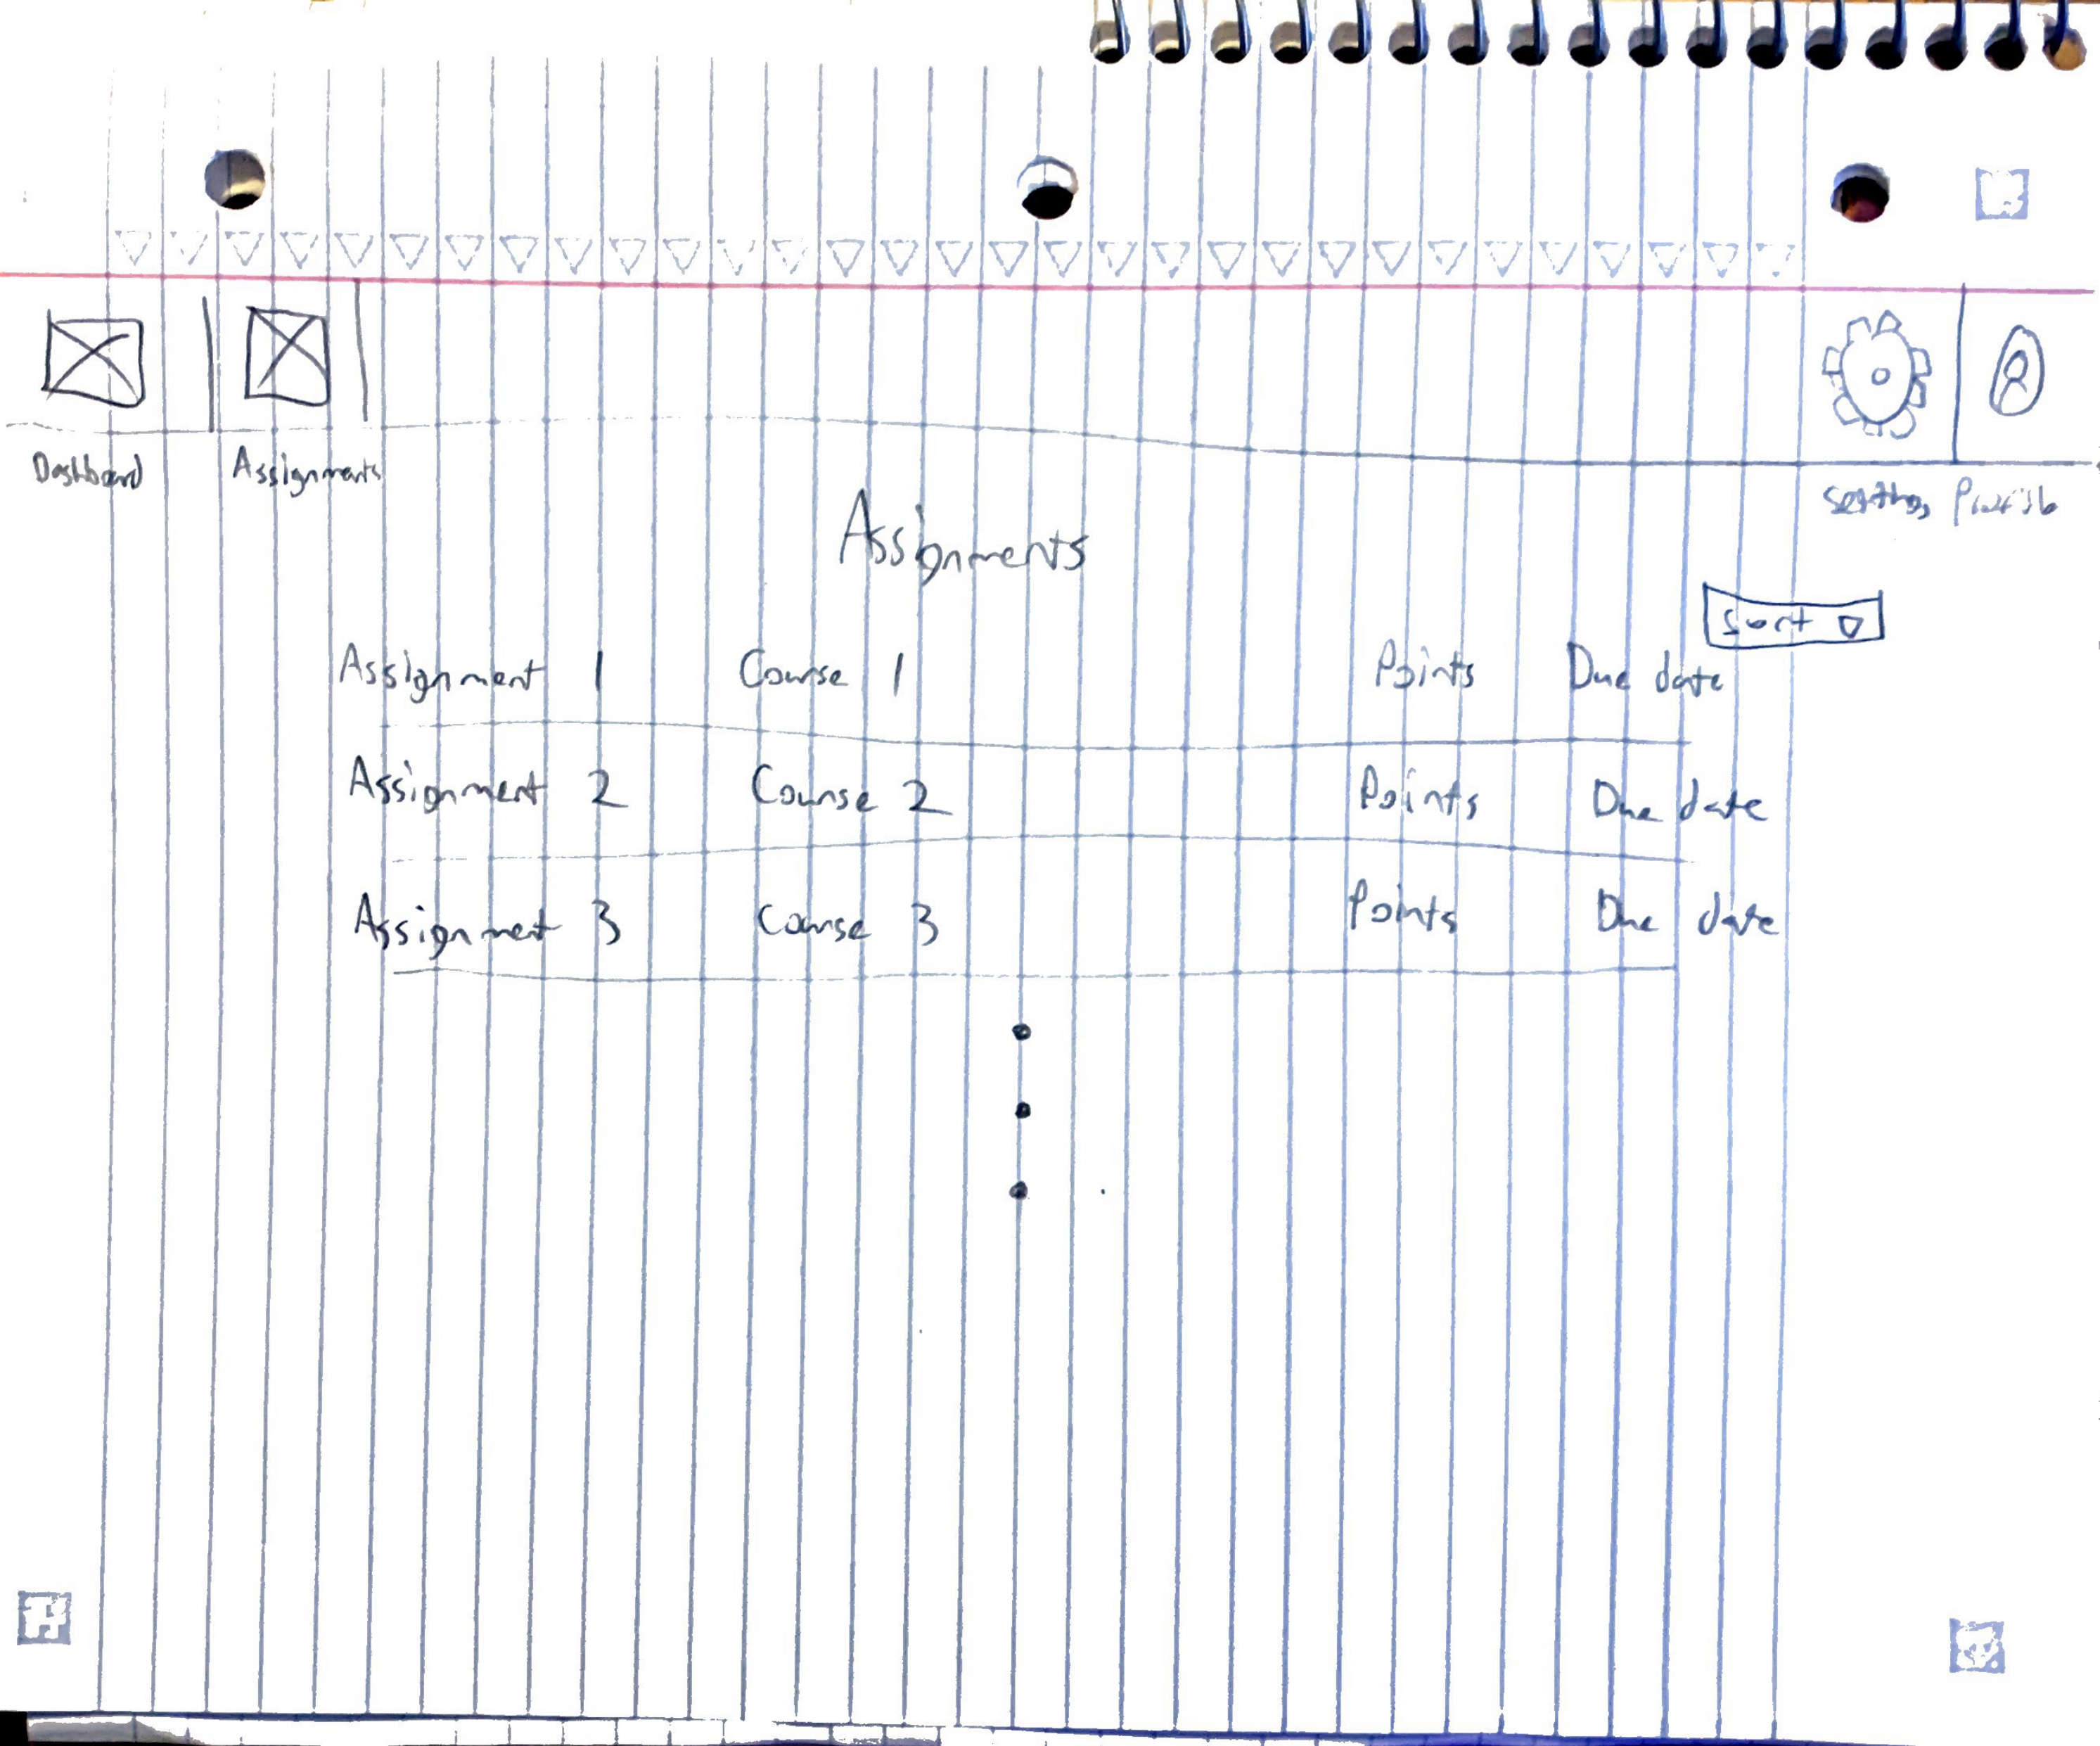 Dashboard Assignments settings Profile
Assignments
Sort
Assignment 1 Course 1 Points Due date
Assignment 2 Course 2 Points Due date
Assignment 3 Course 3 Points Due date